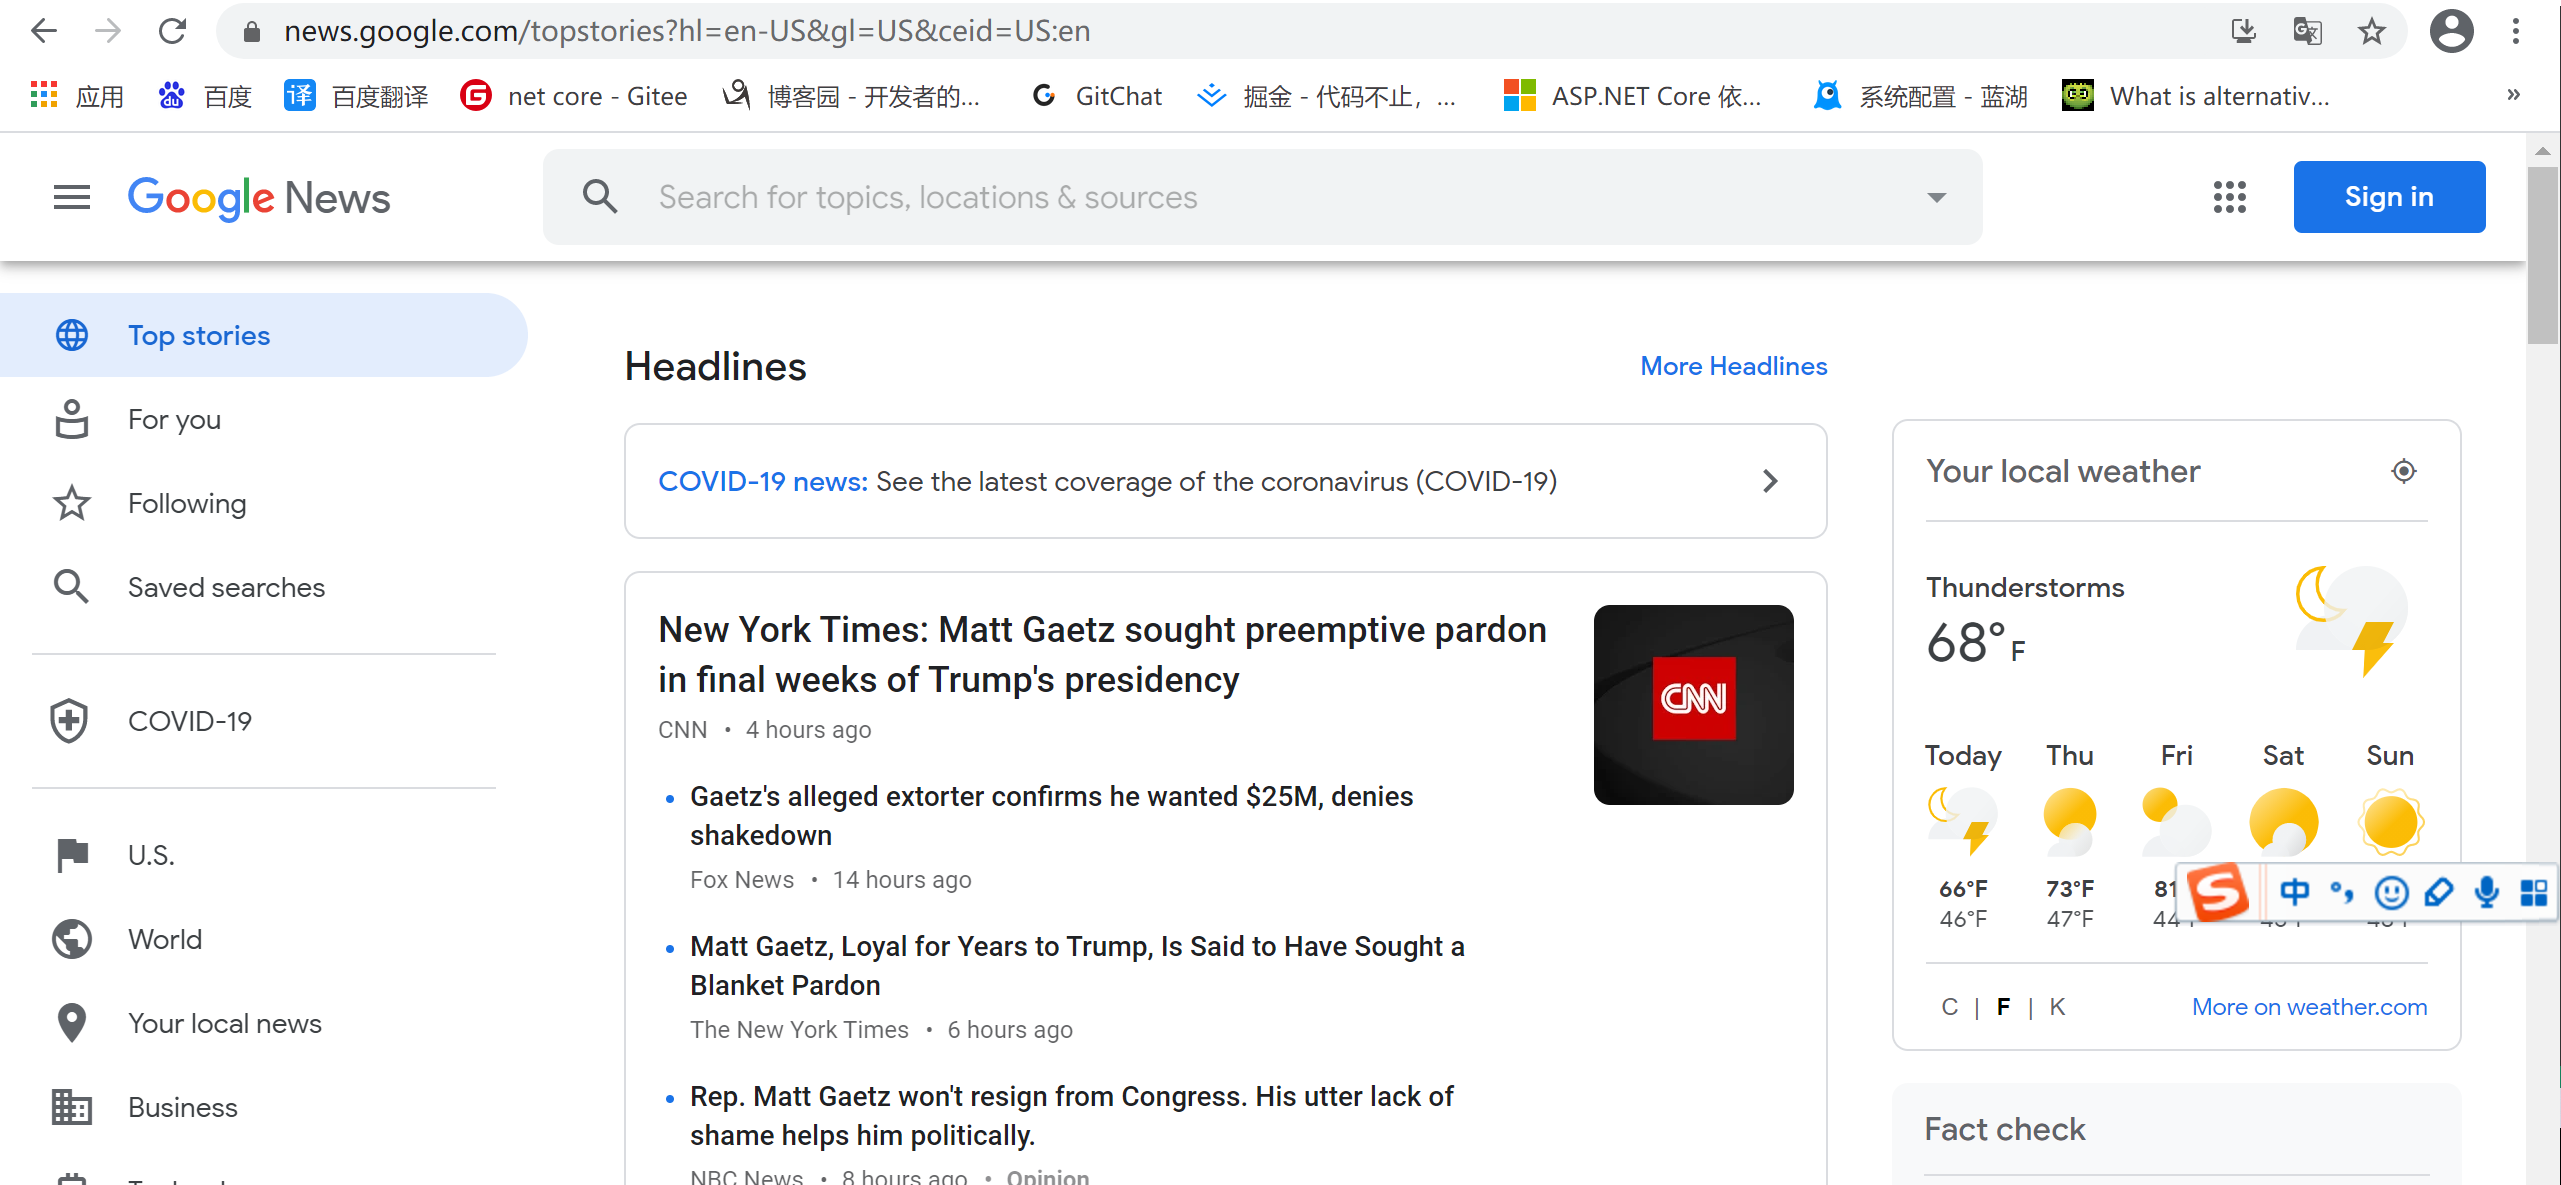 news.google.com/topstories?hl=en-US&gl=US&ceid=US:en
应用 百度 译 百度翻译 net core - Gitee 博客园 - 开发者的... GitChat 掘金 - 代码不止，... ASP.NET Core 依... 系统配置 - 蓝湖 What is alternativ... »
Google News
Search for topics, locations & sources
Sign in
Top stories
For you
Following
Saved searches
COVID-19
U.S.
World
Your local news
Business
Headlines
More Headlines
COVID-19 news: See the latest coverage of the coronavirus (COVID-19)
New York Times: Matt Gaetz sought preemptive pardon
in final weeks of Trump's presidency
CNN • 4 hours ago
CNN
Gaetz's alleged extorter confirms he wanted $25M, denies
shakedown
Fox News • 14 hours ago
Matt Gaetz, Loyal for Years to Trump, Is Said to Have Sought a
Blanket Pardon
The New York Times • 6 hours ago
Rep. Matt Gaetz won't resign from Congress. His utter lack of
shame helps him politically.
NBC News • 8 hours ago • Opinion
Your local weather
Thunderstorms
68° F
Today Thu Fri Sat Sun
66°F 73°F 81
46°F 47°F 44
中
C | F | K
More on weather.com
Fact check